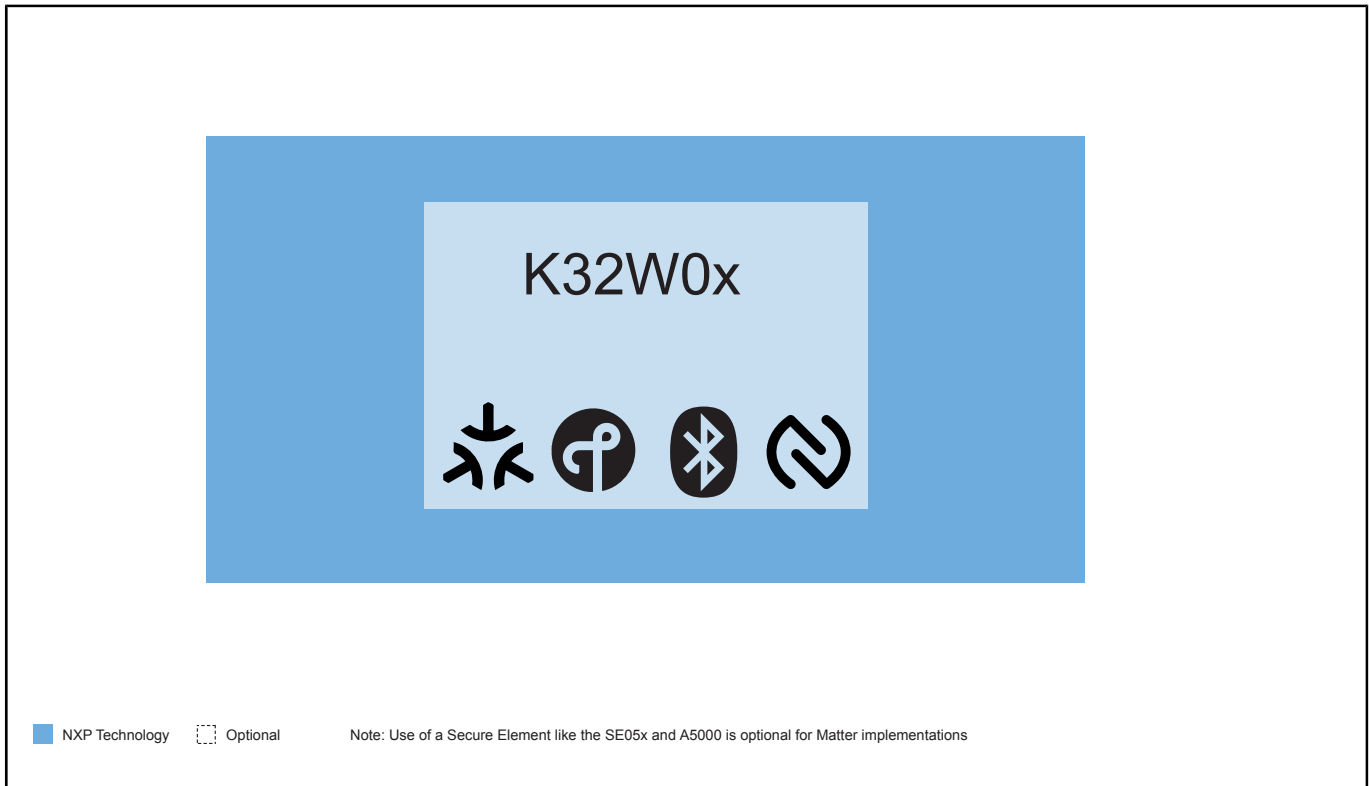 K32W0x
NXP Technology
Optional
Note: Use of a Secure Element like the SE05x and A5000 is optional for Matter implementations